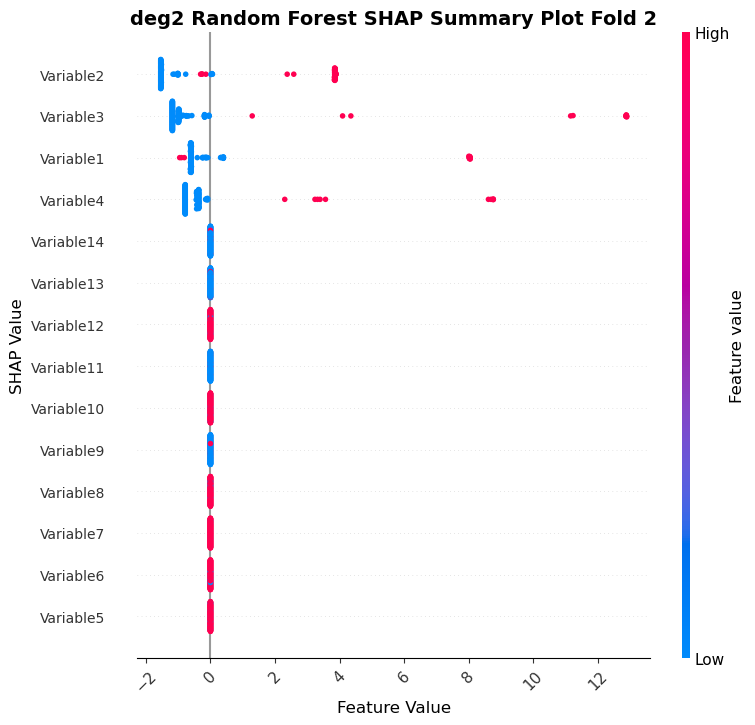 deg2 Random Forest SHAP Summary Plot Fold 2
High
Variable2
Variable3
Variable1
Variable4
Variable14
Variable13
Variable12
Variable11
Variable10
Variable9
Variable8
Variable7
Variable6
Variable5
SHAP Value
Feature value
Low
−2 0 2 4 6 8 10 12
Feature Value